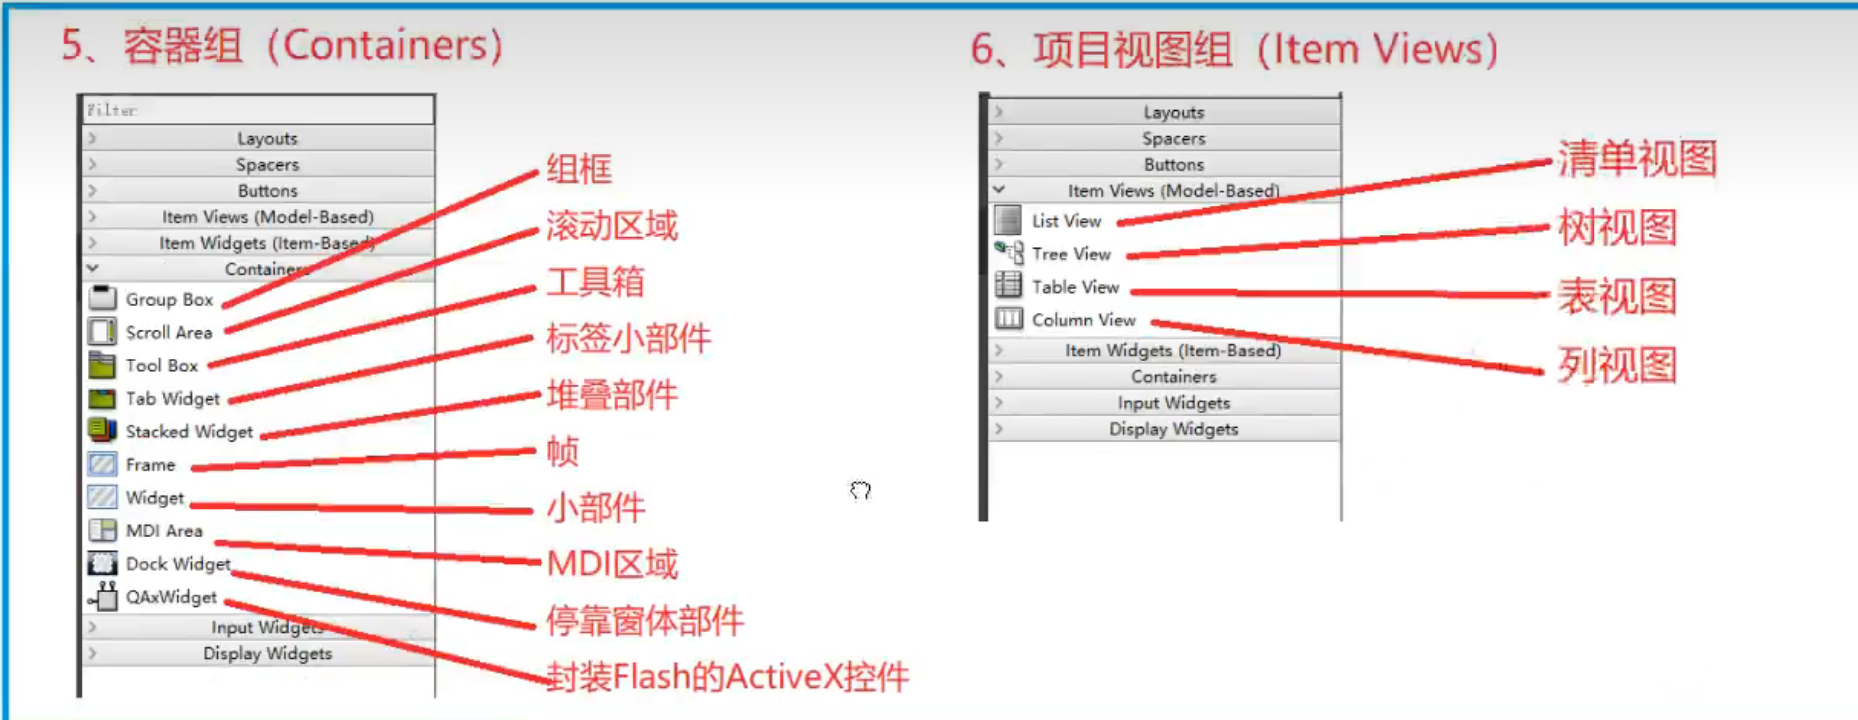 5、容器组（Containers）
Filter
Layouts
Spacers
Buttons
Item Views (Model-Based)
Item Widgets (Item-Based)
Containers
Group Box
Scroll Area
Tool Box
Tab Widget
Stacked Widget
Frame
Widget
MDI Area
Dock Widget
QAxWidget
Input Widgets
Display Widgets
组框
滚动区域
工具箱
标签小部件
堆叠部件
帧
小部件
MDI区域
停靠窗体部件
封装Flash的ActiveX控件
6、项目视图组（Item Views）
Layouts
Spacers
Buttons
Item Views (Model-Based)
List View
Tree View
Table View
Column View
Item Widgets (Item-Based)
Containers
Input Widgets
Display Widgets
清单视图
树视图
表视图
列视图